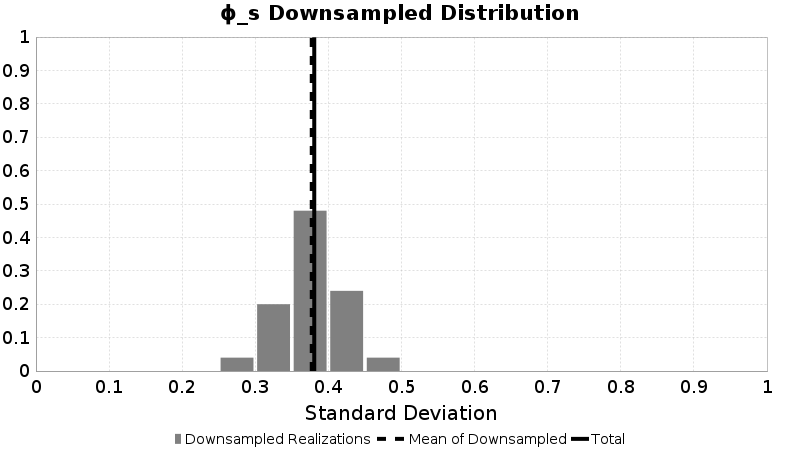 ϕ_s Downsampled Distribution
1
0.9
0.8
0.7
0.6
0.5
0.4
0.3
0.2
0.1
0
0 0.1 0.2 0.3 0.4 0.5 0.6 0.7 0.8 0.9 1
Standard Deviation
Downsampled Realizations Mean of Downsampled Total